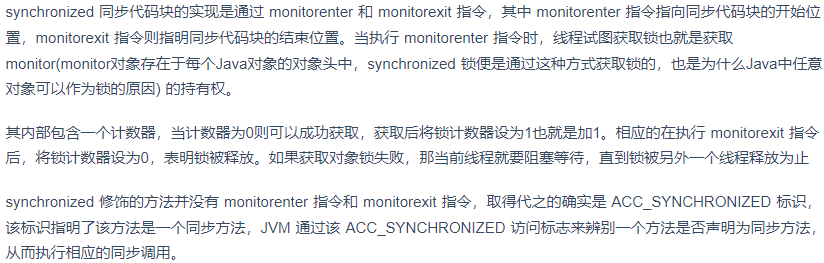 synchronized 同步代码块的实现是通过 monitorenter 和 monitorexit 指令，其中 monitorenter 指令指向同步代码块的开始位
置，monitorexit 指令则指明同步代码块的结束位置。当执行 monitorenter 指令时，线程试图获取锁也就是获取
monitor(monitor对象存在于每个Java对象的对象头中，synchronized 锁便是通过这种方式获取锁的，也是为什么Java中任意
对象可以作为锁的原因) 的持有权。
其内部包含一个计数器，当计数器为0则可以成功获取，获取后将锁计数器设为1也就是加1。相应的在执行 monitorexit 指令
后，将锁计数器设为0，表明锁被释放。如果获取对象锁失败，那当前线程就要阻塞等待，直到锁被另外一个线程释放为止
synchronized 修饰的方法并没有 monitorenter 指令和 monitorexit 指令，取得代之的确实是 ACC_SYNCHRONIZED 标识，
该标识指明了该方法是一个同步方法，JVM 通过该 ACC_SYNCHRONIZED 访问标志来辨别一个方法是否声明为同步方法，
从而执行相应的同步调用。